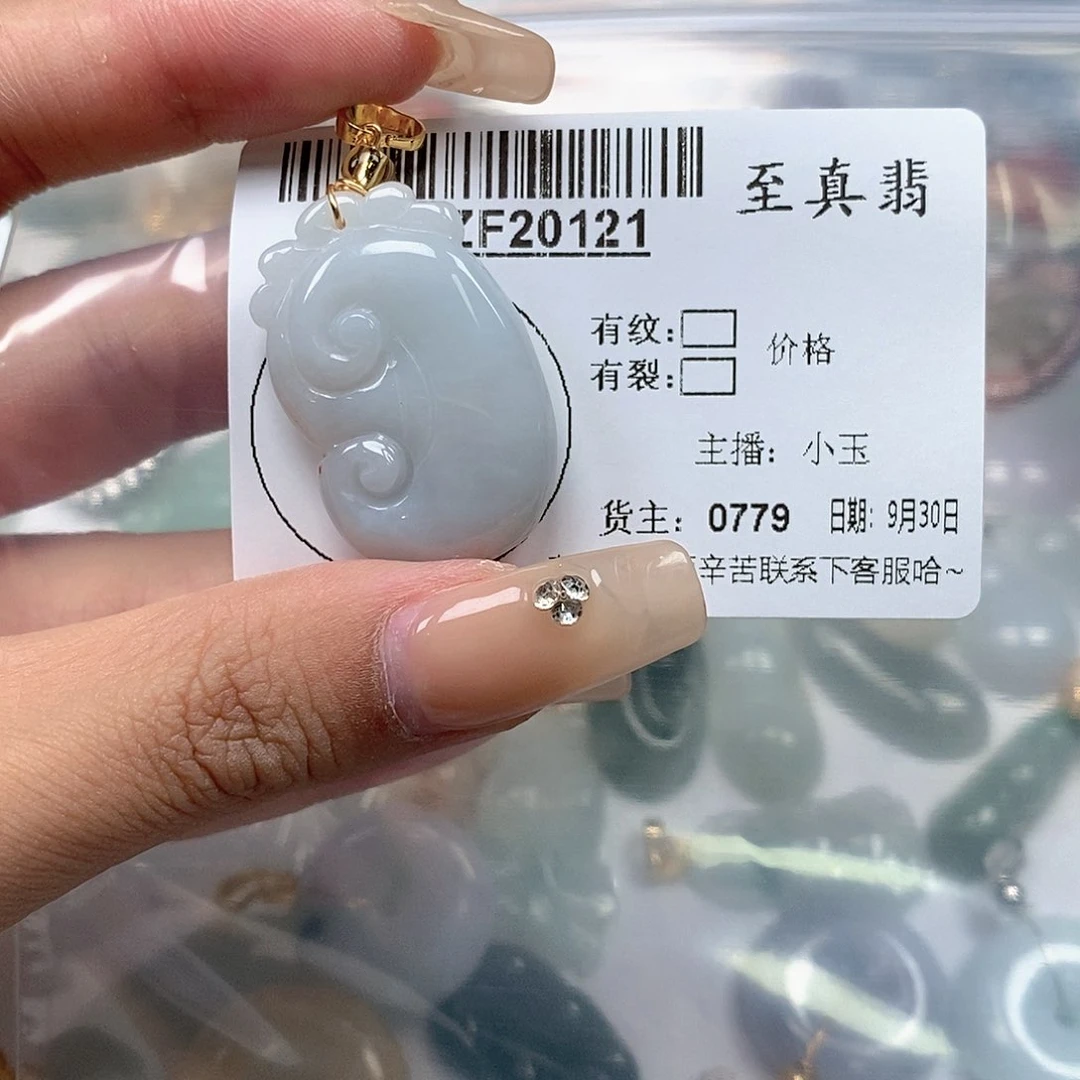 至真翡
ZF20121
有纹:
有裂:
价格
主播: 小玉
货主: 0779 日期: 9月30日
辛苦联系下客服哈~